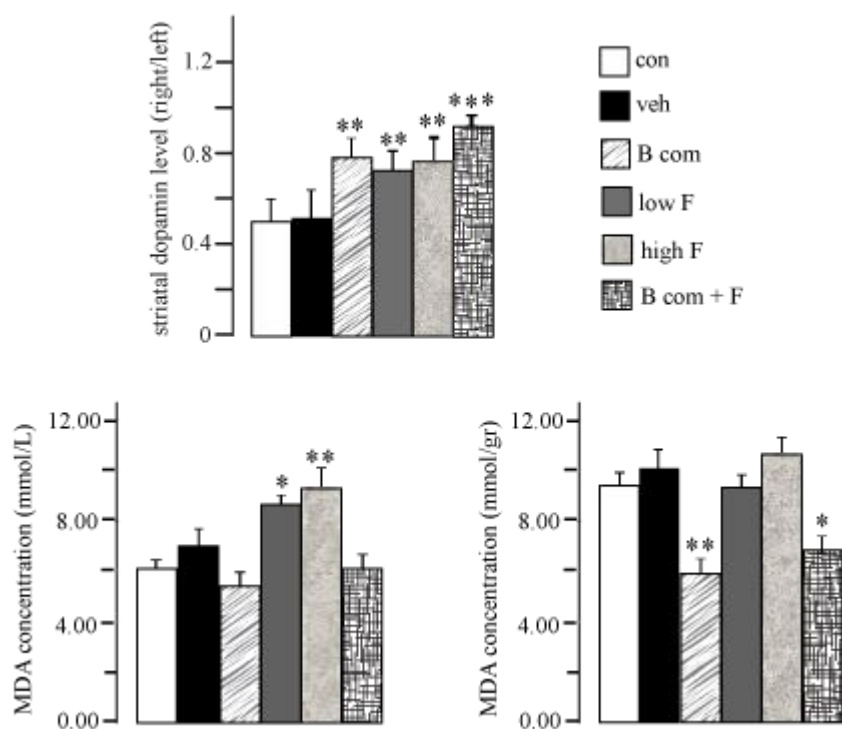 striatal dopamin level (right/left)
1.2
0.8
0.4
0
**
**
**
***
con
veh
B com
low F
high F
B com + F
MDA concentration (mmol/L)
12.00
8.00
4.00
0.00
*
**
MDA concentration (mmol/gr)
12.00
8.00
4.00
0.00
**
*